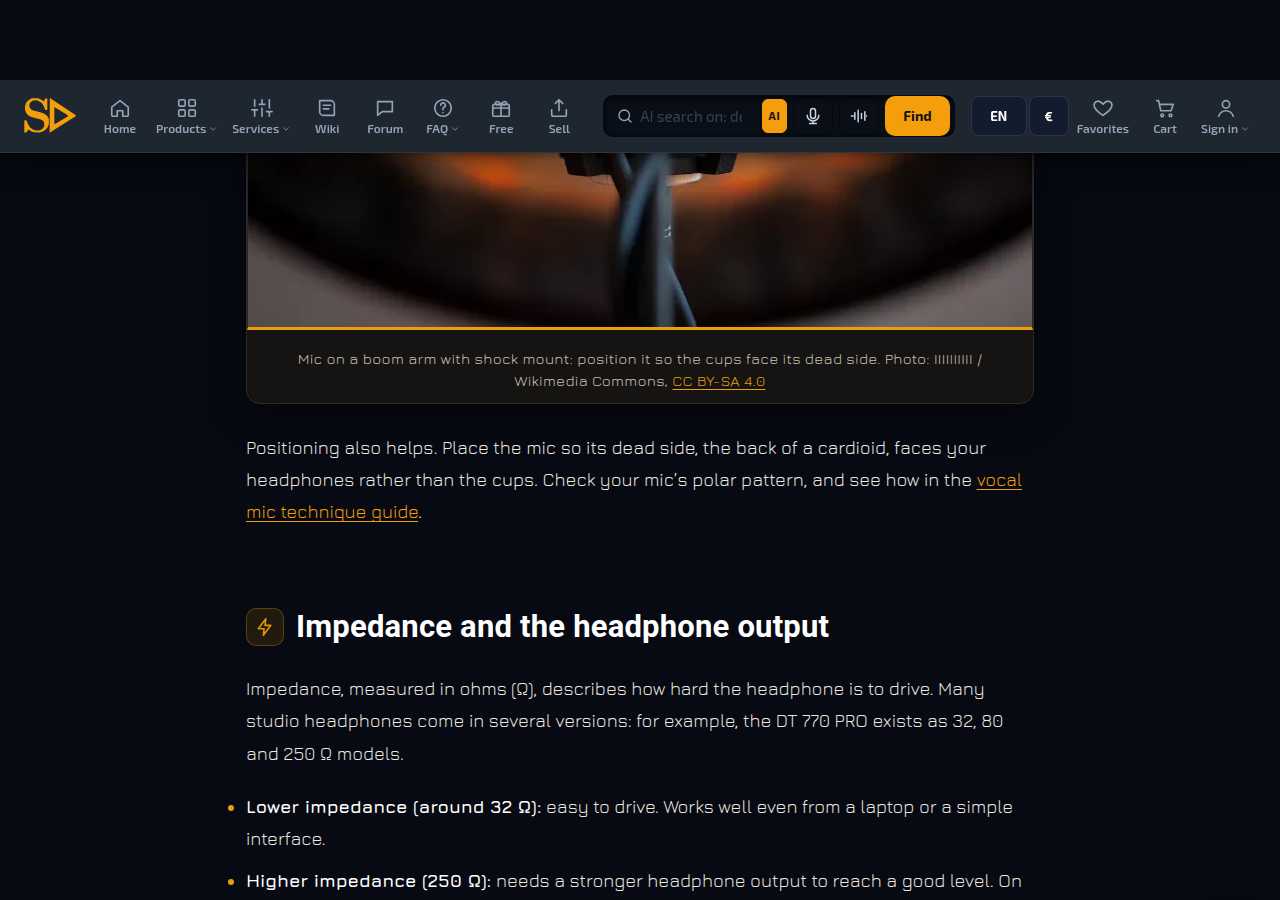 Home
Products
Services
Wiki
Forum
FAQ
Free
Sell
AI search on: d
AI
Find
EN
€
Favorites
Cart
Sign in
Mic on a boom arm with shock mount: position it so the cups face its dead side. Photo: IIIIIIIIII /
Wikimedia Commons, CC BY-SA 4.0
Positioning also helps. Place the mic so its dead side, the back of a cardioid, faces your
headphones rather than the cups. Check your mic's polar pattern, and see how in the vocal
mic technique guide.
Impedance and the headphone output
Impedance, measured in ohms (Ω), describes how hard the headphone is to drive. Many
studio headphones come in several versions: for example, the DT 770 PRO exists as 32, 80
and 250 Ω models.
Lower impedance (around 32 Ω): easy to drive. Works well even from a laptop or a simple
interface.
Higher impedance (250 Ω): needs a stronger headphone output to reach a good level. On